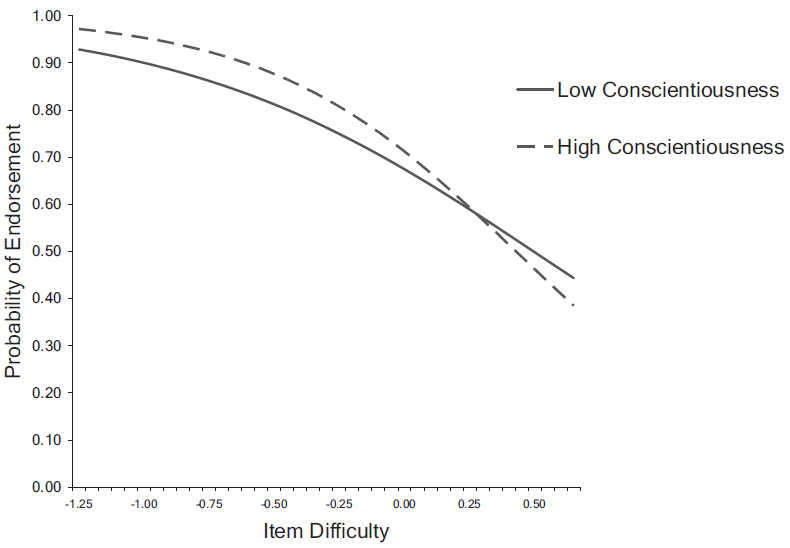 1.00
0.90
0.80
0.70
0.60
0.50
0.40
0.30
0.20
0.10
0.00
Probability of Endorsement
-1.25 -1.00 -0.75 -0.50 -0.25 0.00 0.25 0.50
Item Difficulty
Low Conscientiousness
High Conscientiousness